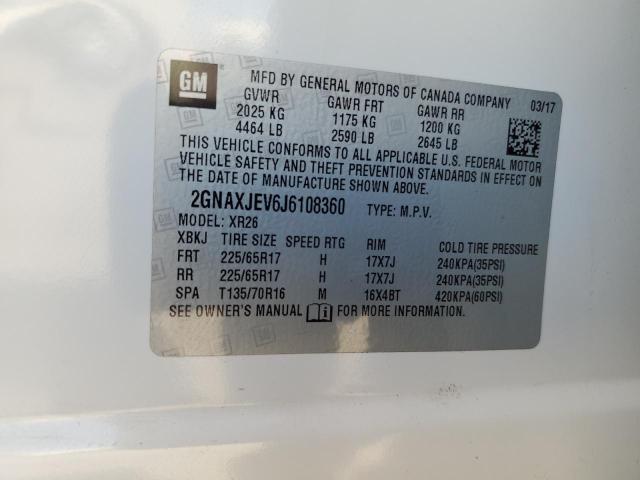 GM
MFD BY GENERAL MOTORS OF CANADA COMPANY 03/17
GVWR GAWR FRT GAWR RR
2025 KG 1175 KG 1200 KG
4464 LB 2590 LB 2645 LB
THIS VEHICLE CONFORMS TO ALL APPLICABLE U.S. FEDERAL MOTOR
VEHICLE SAFETY AND THEFT PREVENTION STANDARDS IN EFFECT ON
THE DATE OF MANUFACTURE SHOWN ABOVE.
2GNAXJEV6J6108360 TYPE: M.P.V.
MODEL: XR26
XBKJ TIRE SIZE SPEED RTG RIM COLD TIRE PRESSURE
FRT 225/65R17 H 17X7J 240KPA(35PSI)
RR 225/65R17 H 17X7J 240KPA(35PSI)
SPA T135/70R16 M 16X4BT 420KPA(60PSI)
SEE OWNER'S MANUAL FOR MORE INFORMATION.